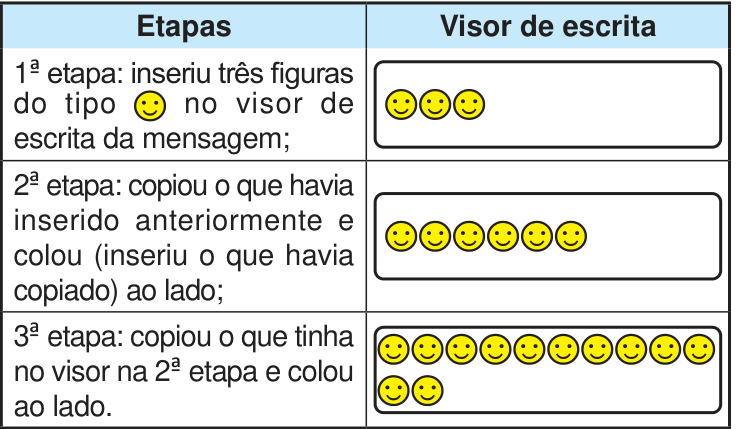 Etapas
Visor de escrita
1ª etapa: inseriu três figuras
do tipo no visor de
escrita da mensagem;
2ª etapa: copiou o que havia
inserido anteriormente e
colou (inseriu o que havia
copiado) ao lado;
3ª etapa: copiou o que tinha
no visor na 2ª etapa e colou
ao lado.